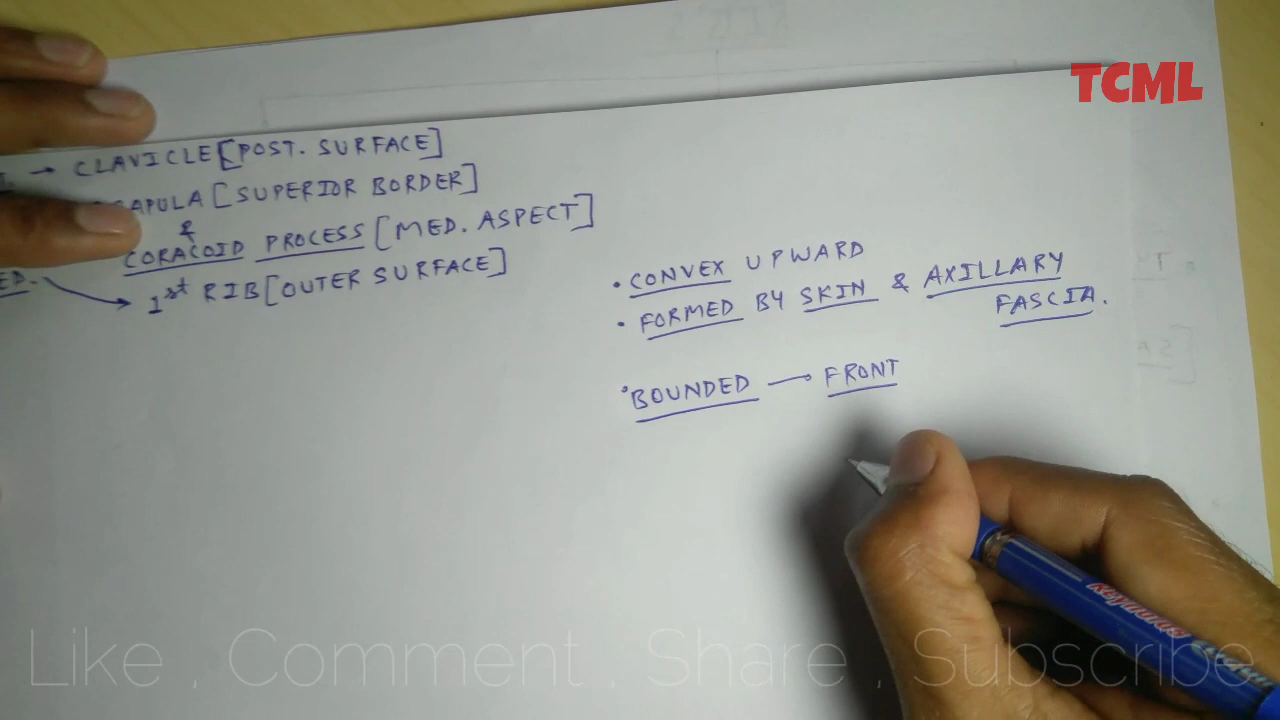 TCML
→ CLAVICLE [POST. SURFACE]
[SUPERIOR BORDER]
&
CORACOID PROCESS [MED. ASPECT]
1st RIB [OUTER SURFACE]
• CONVEX UPWARD
• FORMED BY SKIN & AXILLARY
FASCIA.
• BOUNDED → FRONT
Reynolds
Like , Comment , Share , Subscribe